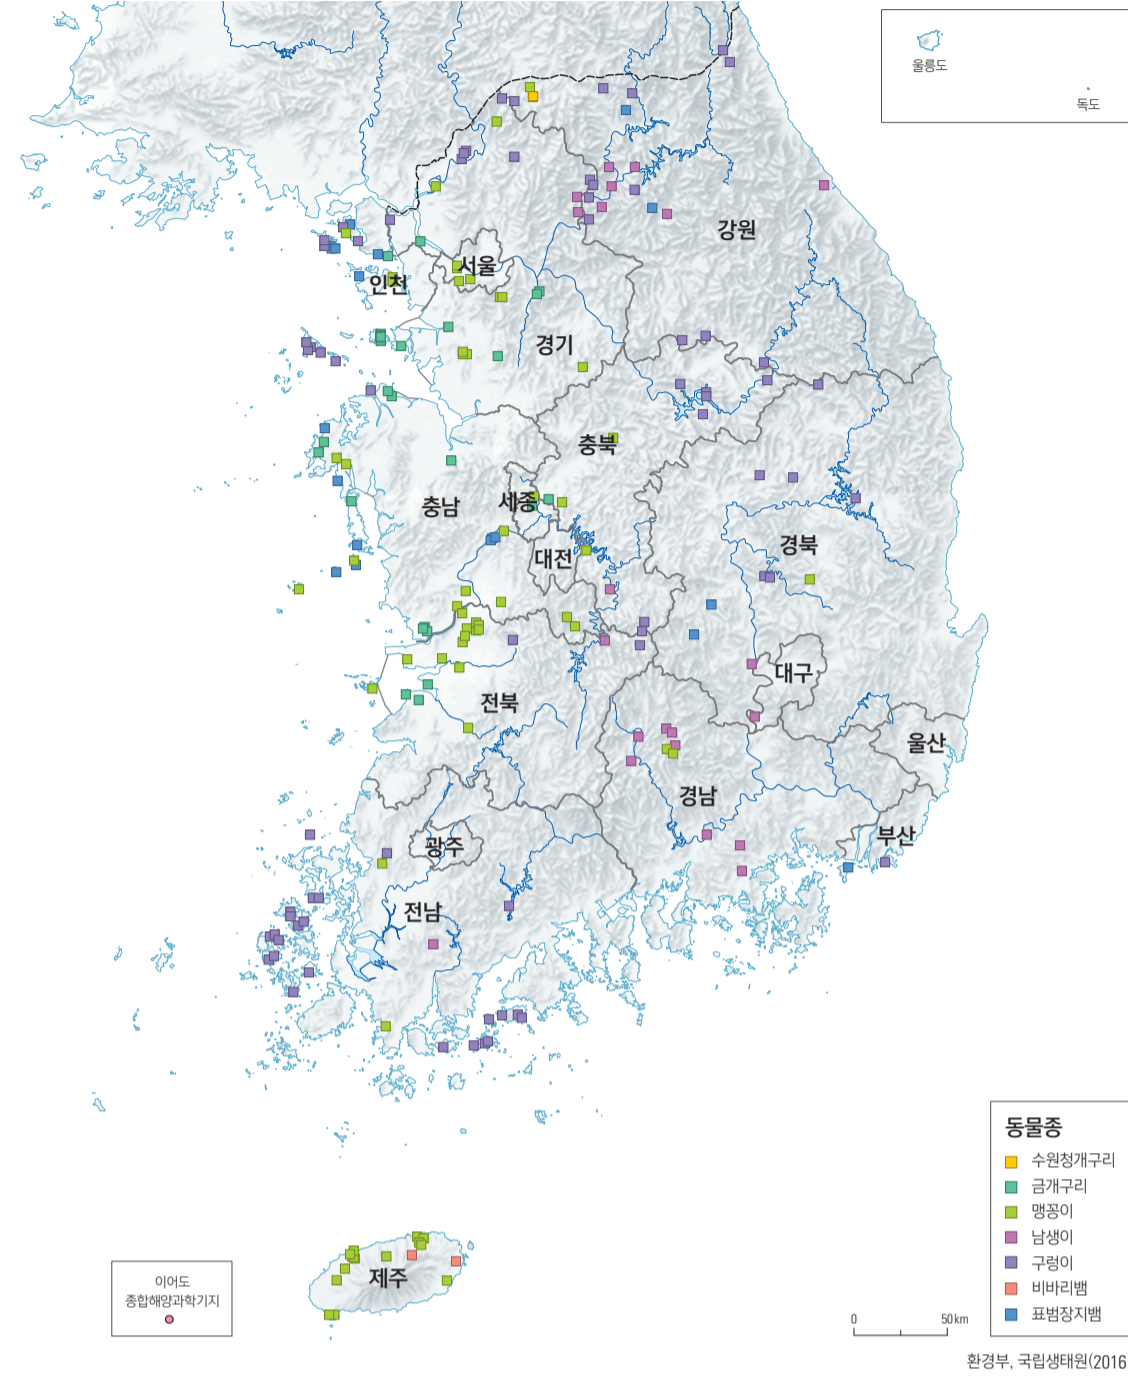 울릉도
독도
강원
서울
인천
경기
충북
충남
세종
대전
경북
대구
전북
울산
경남
부산
광주
전남
제주
이어도
종합해양과학기지
동물종
수원청개구리
금개구리
맹꽁이
남생이
구렁이
비바리뱀
표범장지뱀
0 50km
환경부, 국립생태원(2016